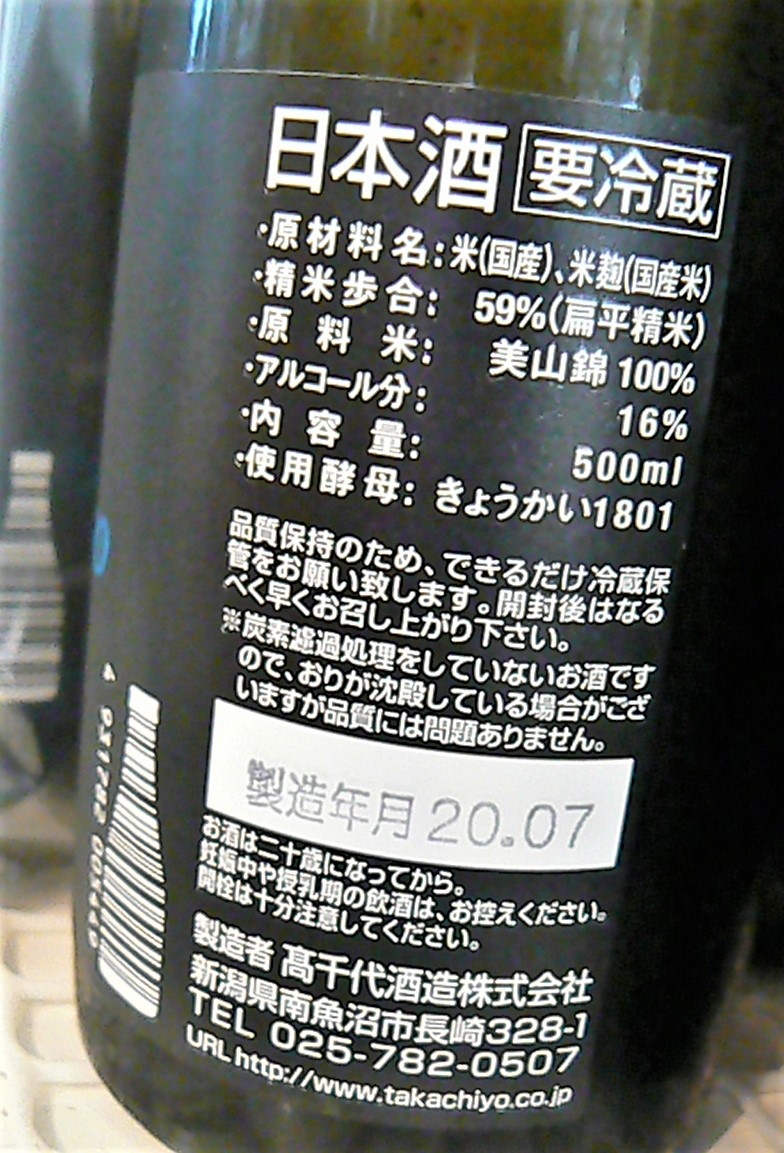 日本酒 要冷蔵
・原材料名：米(国産)、米麹(国産米)
・精米歩合： 59%(扁平精米)
・原料米： 美山錦 100%
・アルコール分： 16%
・内容量： 500ml
・使用酵母： きょうかい1801
品質保持のため、できるだけ冷蔵保
管をお願い致します。開封後はなる
べく早くお召し上がり下さい。
※炭素濾過処理をしていないお酒です
ので、おりが沈殿している場合がござ
いますが品質には問題ありません。
製造年月 20.07
お酒は二十歳になってから。
妊娠中や授乳期の飲酒は、お控えください。
開栓は十分注意してください。
製造者 髙千代酒造株式会社
新潟県南魚沼市長崎328-1
TEL 025-782-0507
URL http://www.takachiyo.co.jp